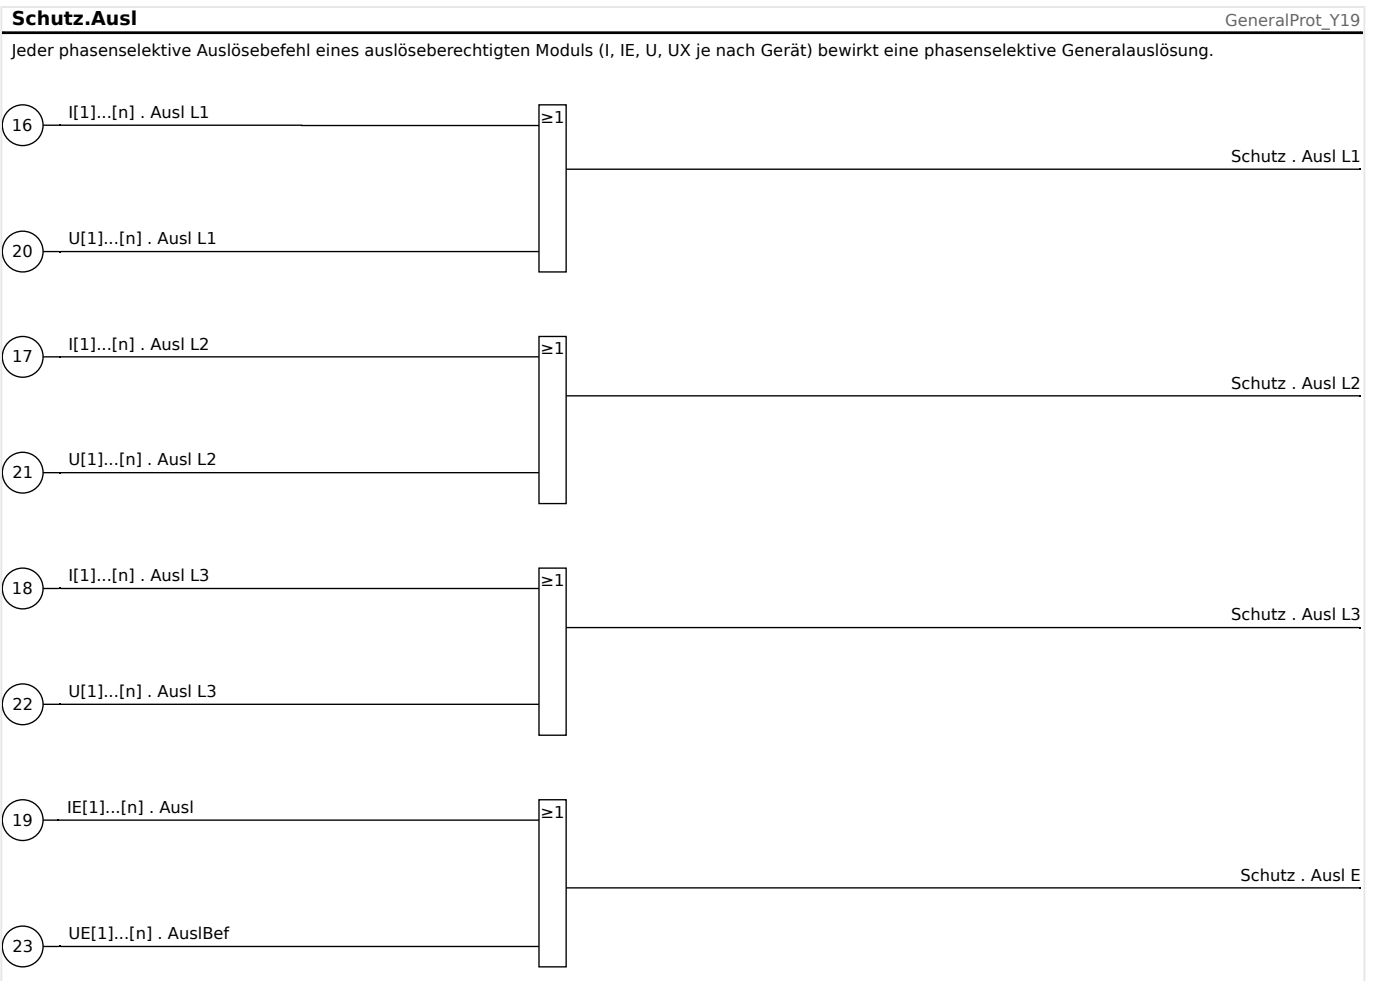 Schutz.Ausl
GeneralProt_Y19
Jeder phasenselektive Auslösebefehl eines auslöseberechtigten Moduls (I, IE, U, UX je nach Gerät) bewirkt eine phasenselektive Generalauslösung.
16
I[1]...[n] . Ausl L1
≥1
Schutz . Ausl L1
20
U[1]...[n] . Ausl L1
17
I[1]...[n] . Ausl L2
≥1
Schutz . Ausl L2
21
U[1]...[n] . Ausl L2
18
I[1]...[n] . Ausl L3
≥1
Schutz . Ausl L3
22
U[1]...[n] . Ausl L3
19
IE[1]...[n] . Ausl
≥1
Schutz . Ausl E
23
UE[1]...[n] . AuslBef